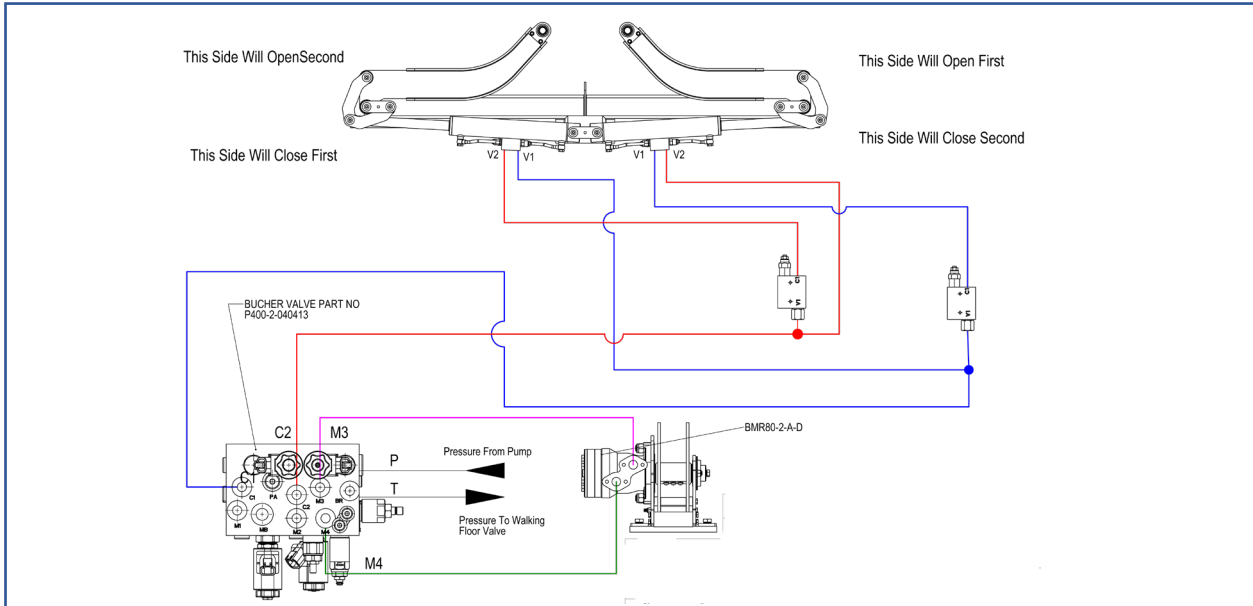 This Side Will OpenSecond
This Side Will Open First
This Side Will Close First
This Side Will Close Second
V2
V1
V1
V2
BUCHER VALVE PART NO
P400-2-040413
C2
M3
P
Pressure From Pump
T
Pressure To Walking
Floor Valve
BMR80-2-A-D
C1
PA
M3
BR
C2
M1
MB
M2
M4
M4